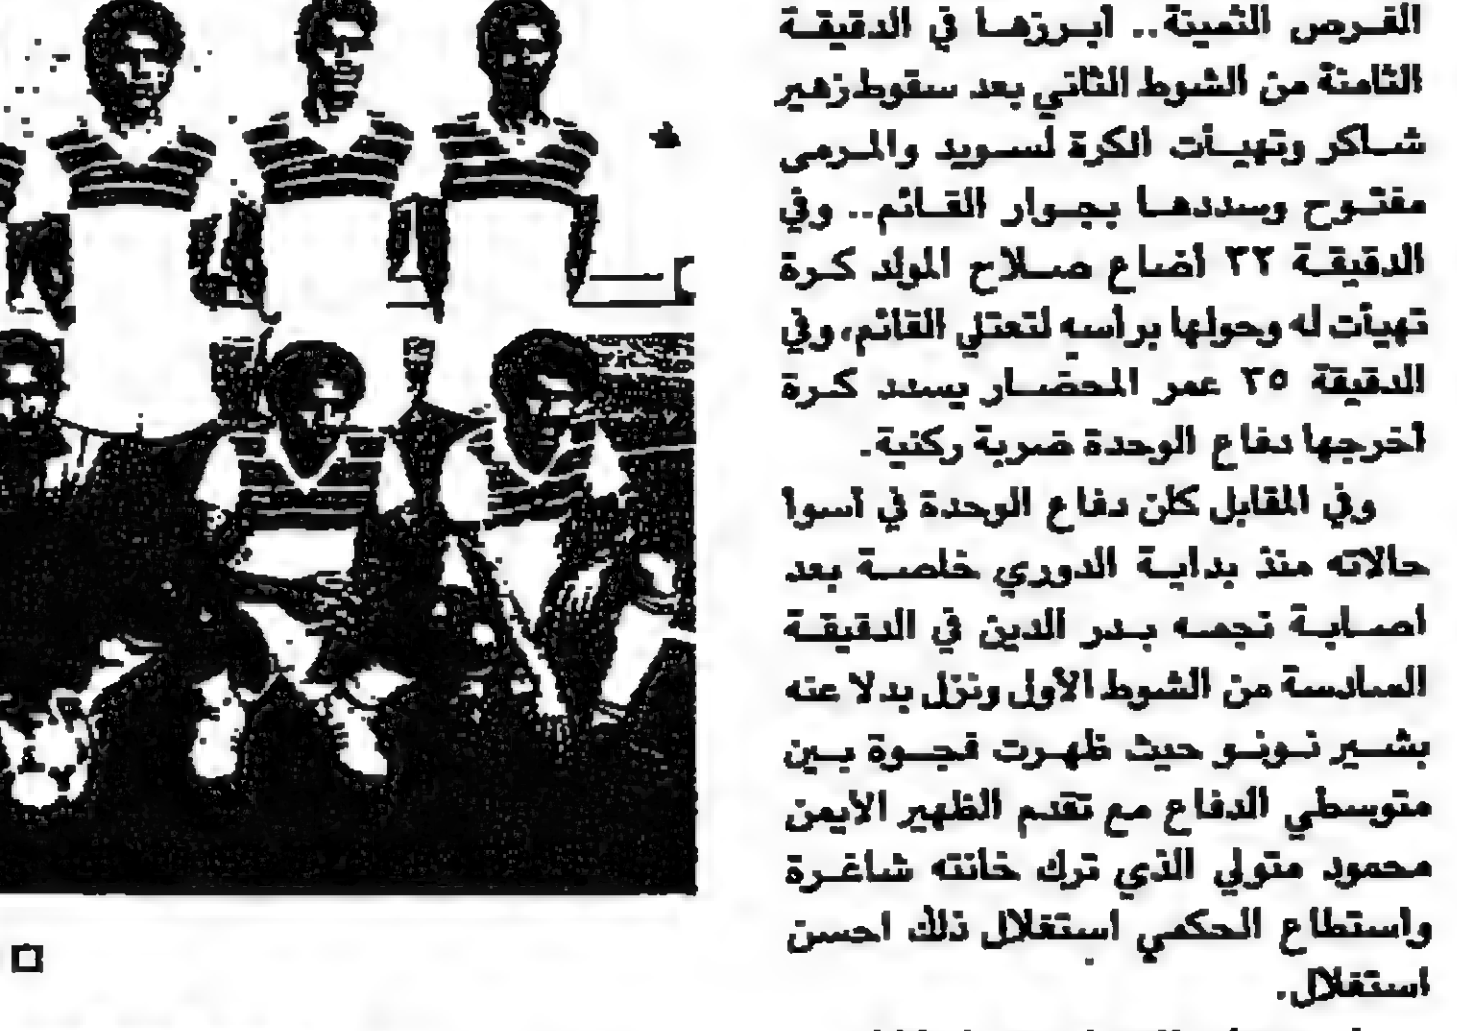 الفرص الثمينة.. ابرزها في الدقيقة
الثامنة من الشوط الثاني بعد سقوط زهير
شاكر وتهيأت الكرة لسويد والمرمى
مفتوح وسددها بجوار القائم.. وفي
الدقيقة ٣٢ أضاع صلاح المولد كرة
تهيأت له وحولها برأسه لتعتلي القائم، وفي
الدقيقة ٣٥ عمر المحضار يسدد كرة
أخرجها دفاع الوحدة ضربة ركنية.
وفي المقابل كان دفاع الوحدة في أسوا
حالاته منذ بداية الدوري خاصة بعد
اصابة نجمه بدر الدين في الدقيقة
السادسة من الشوط الأول ونزل بدلا عنه
بشير نونو حيث ظهرت فجوة بين
متوسطي الدفاع مع تقدم الظهير الايمن
محمود متولي الذي ترك خانته شاغرة
واستطاع الحكمي استغلال ذلك احسن
استغلال.